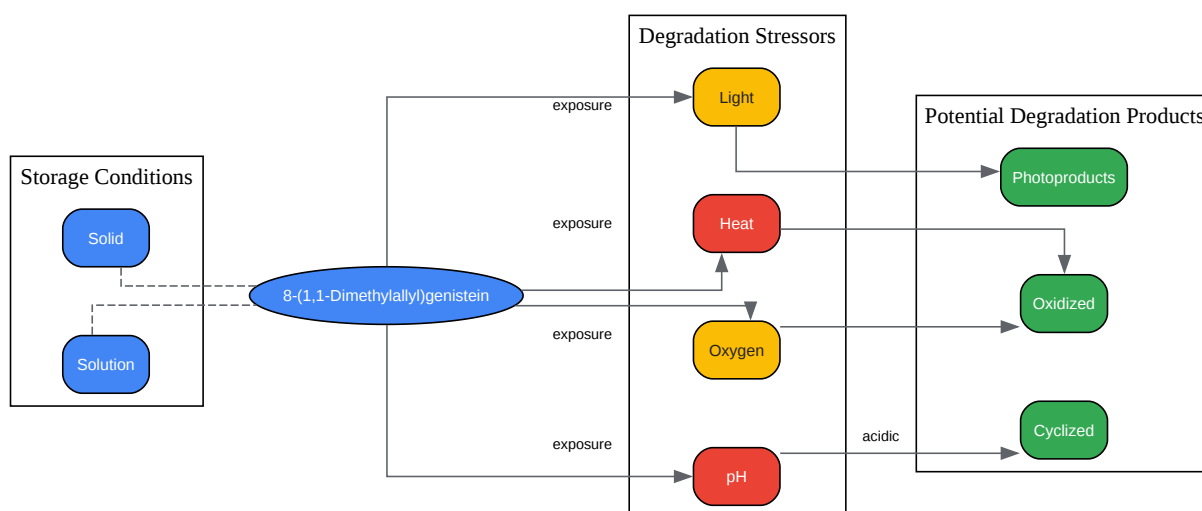 Storage Conditions
Solid
Solution
8-(1,1-Dimethylallyl)genistein
exposure
exposure
exposure
exposure
Degradation Stressors
Light
Heat
Oxygen
pH
acidic
Potential Degradation Products
Photoproducts
Oxidized
Cyclized